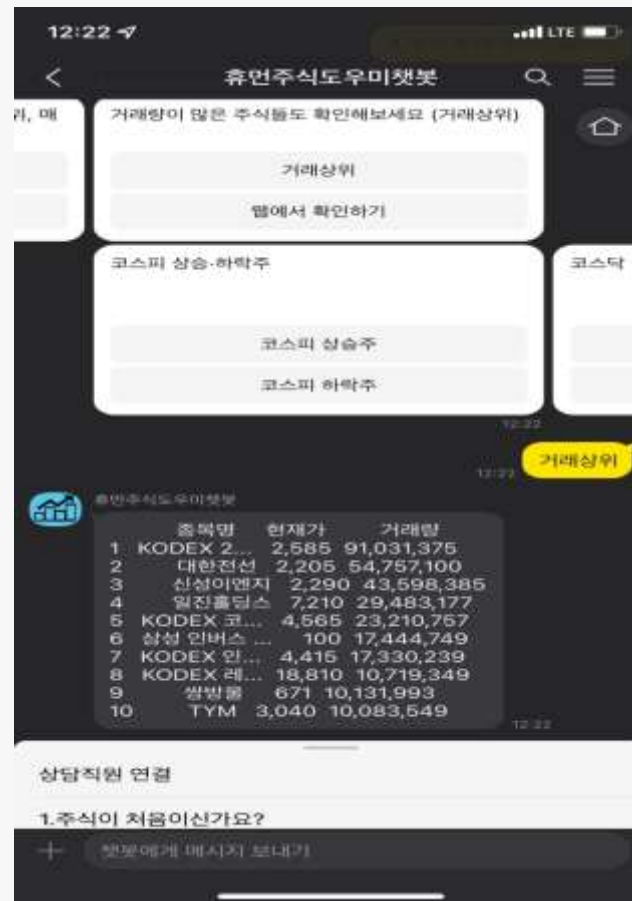 12:22
LTE
휴먼주식도우미챗봇
위, 매
거래량이 많은 주식들도 확인해보세요 (거래상위)
거래상위
웹에서 확인하기
코스피 상승·하락주
코스닥
코스피 상승주
코스피 하락주
12:22
거래상위
12:22
휴먼주식도우미챗봇
종목명 현재가 거래량
1 KODEX 2... 2,585 91,031,375
2 대한전선 2,205 54,757,100
3 신성이엔지 2,290 43,598,385
4 일진홀딩스 7,210 29,483,177
5 KODEX 코... 4,565 23,210,757
6 삼성 인버스 ... 100 17,444,749
7 KODEX 인... 4,415 17,330,239
8 KODEX 레... 18,810 10,719,349
9 쌍방울 671 10,131,993
10 TYM 3,040 10,083,549
12:22
상담직원 연결
1.주식이 처음이신가요?
챗봇에게 메시지 보내기